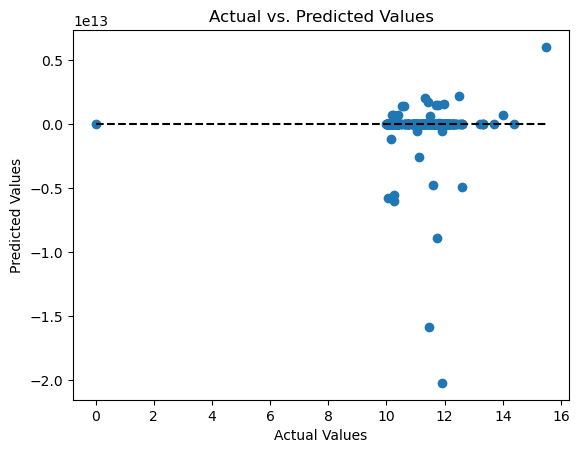 Actual vs. Predicted Values
1e13
0.5
0.0
−0.5
−1.0
−1.5
−2.0
Predicted Values
0 2 4 6 8 10 12 14 16
Actual Values